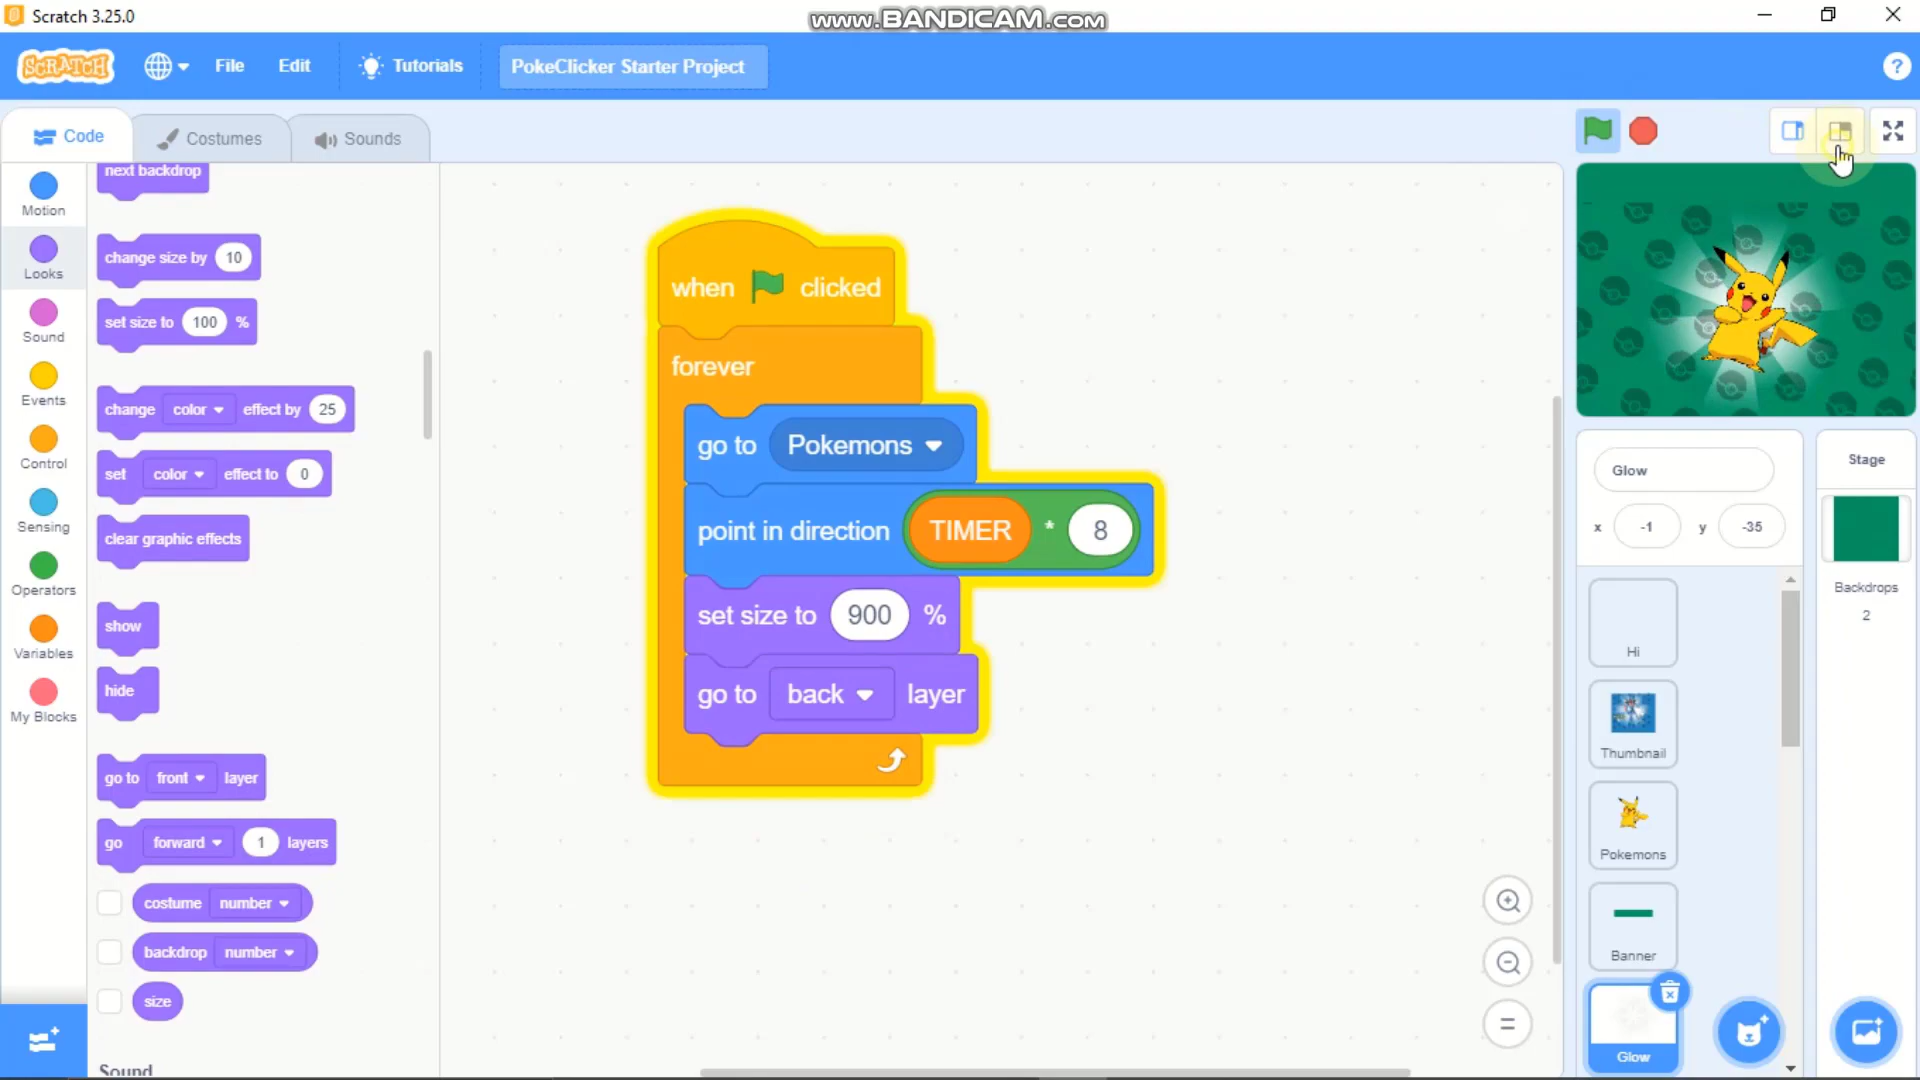 Scratch 3.25.0
www.BANDICAM.com
SCRATCH
File
Edit
Tutorials
PokeClicker Starter Project
?
Code
Costumes
Sounds
Motion
Looks
Sound
Events
Control
Sensing
Operators
Variables
My Blocks
next backdrop
change size by 10
set size to 100 %
change color effect by 25
set color effect to 0
clear graphic effects
show
hide
go to front layer
go forward 1 layers
costume number
backdrop number
size
Sound
when clicked
forever
go to Pokemons
point in direction TIMER * 8
set size to 900 %
go to back layer
Glow
x -1 y -35
Hi
Thumbnail
Pokemons
Banner
Glow
Stage
Backdrops
2